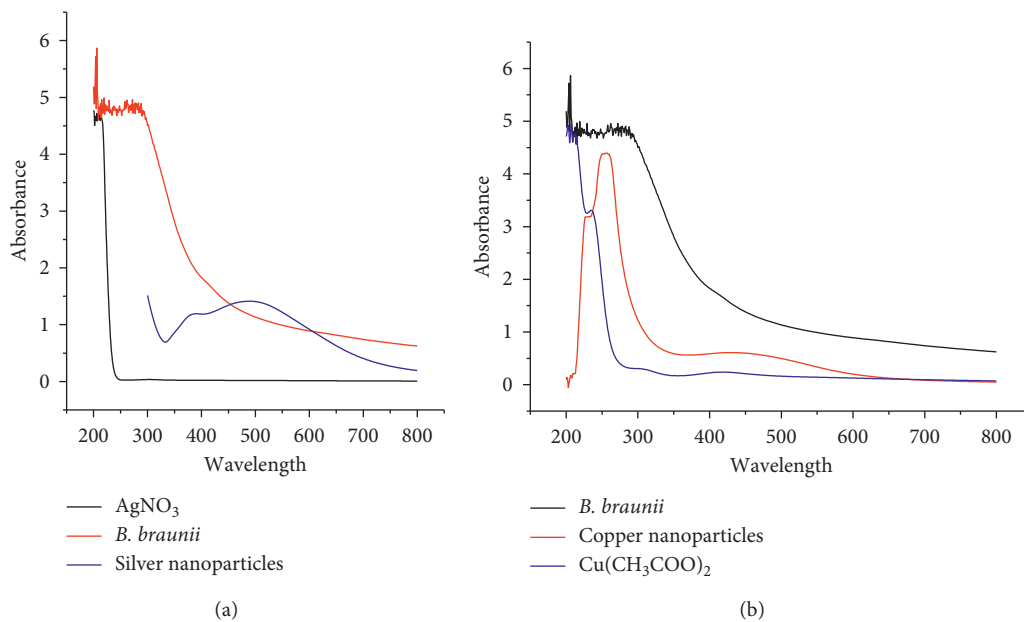 6
5
4
3
2
1
0
Absorbance
200 300 400 500 600 700 800
Wavelength
AgNO₃
B. braunii
Silver nanoparticles
(a)
6
5
4
3
2
1
0
Absorbance
200 300 400 500 600 700 800
Wavelength
B. braunii
Copper nanoparticles
Cu(CH₃COO)₂
(b)